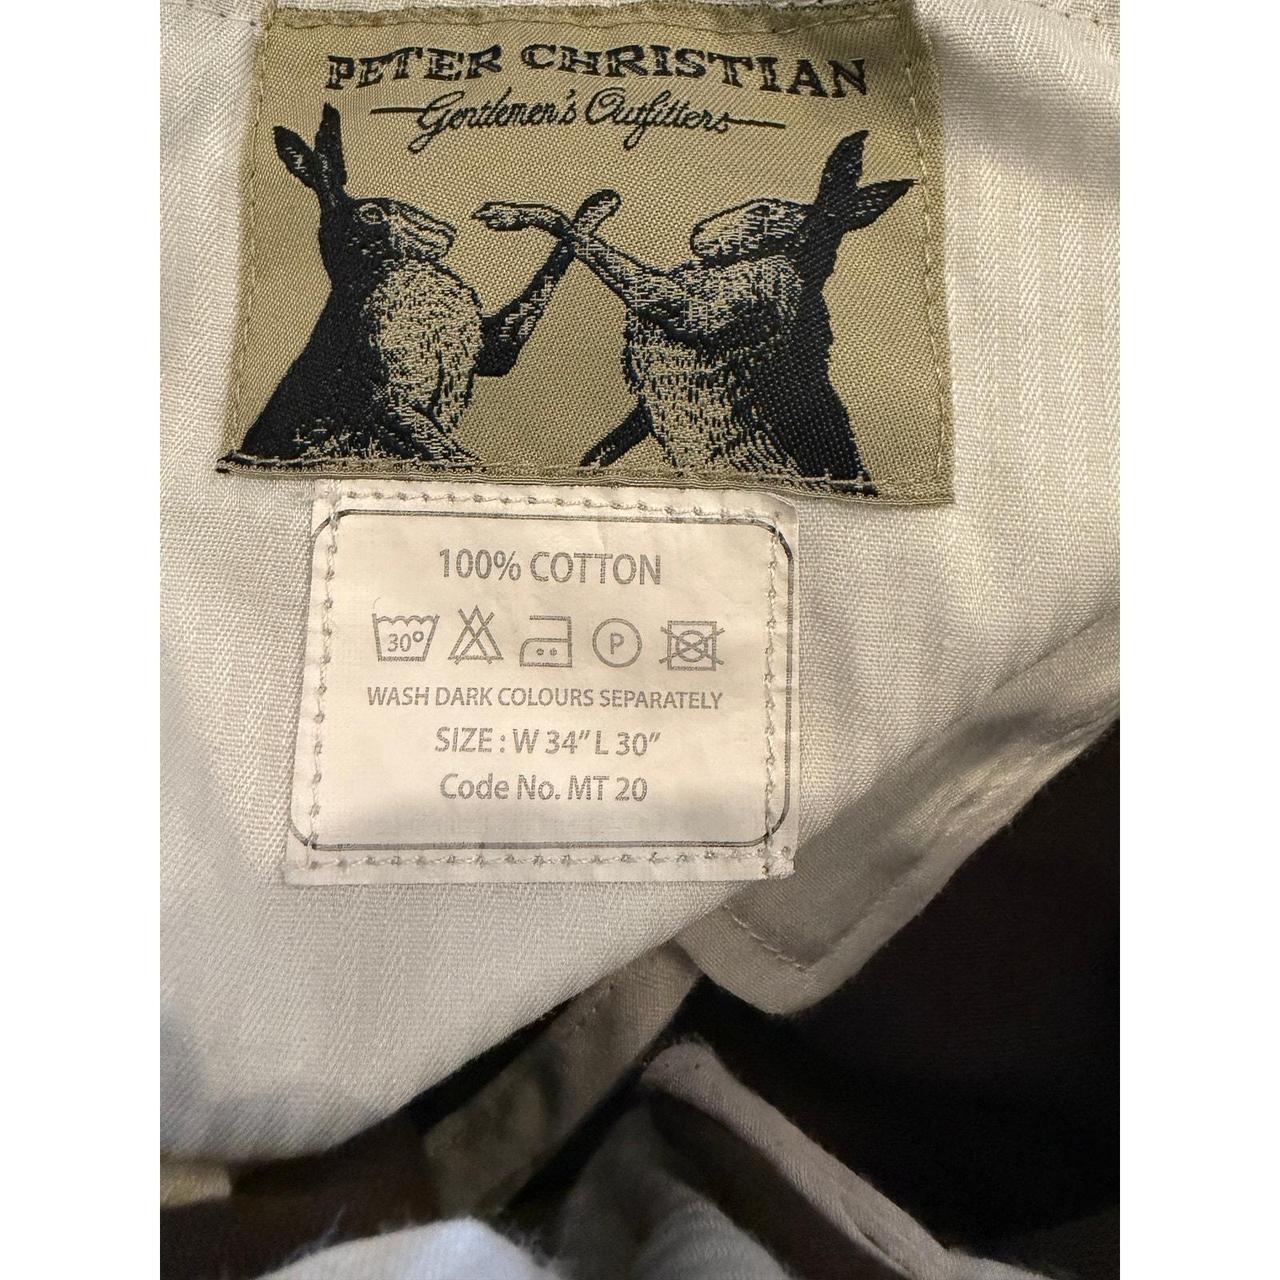 PETER CHRISTIAN
Gentlemen's Outfitters
100% COTTON
30° P
WASH DARK COLOURS SEPARATELY
SIZE : W 34" L 30"
Code No. MT 20